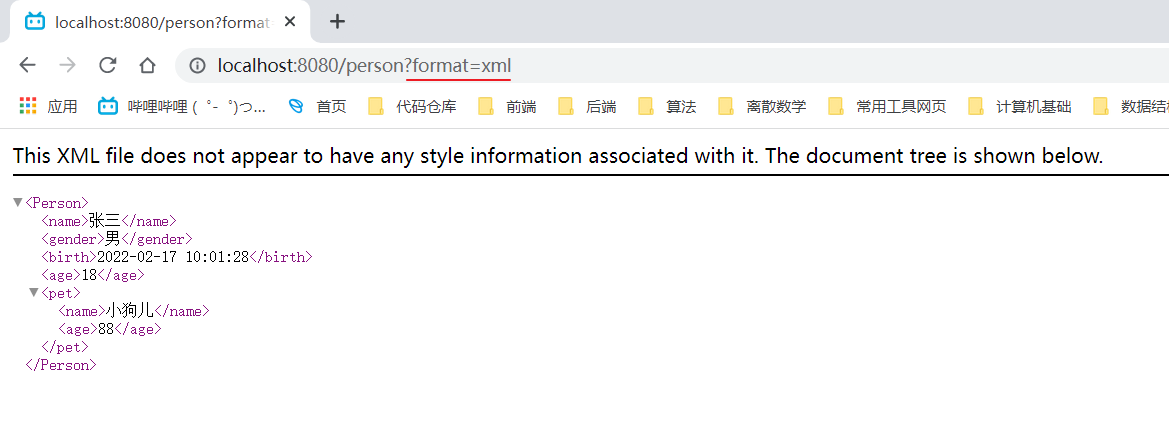 localhost:8080/person?format
localhost:8080/person?format=xml
应用 哔哩哔哩 ( ゜- ゜)つ... 首页 代码仓库 前端 后端 算法 离散数学 常用工具网页 计算机基础 数据结
This XML file does not appear to have any style information associated with it. The document tree is shown below.
<Person>
<name>张三</name>
<gender>男</gender>
<birth>2022-02-17 10:01:28</birth>
<age>18</age>
<pet>
<name>小狗儿</name>
<age>88</age>
</pet>
</Person>